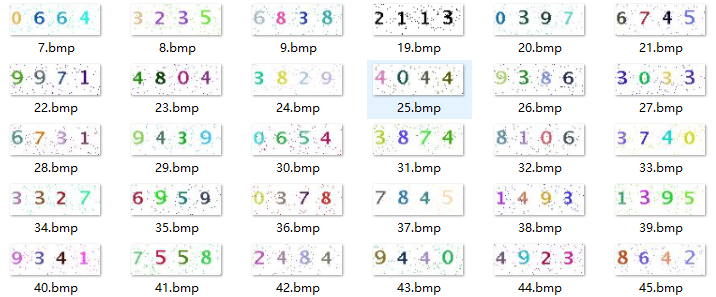 0 6 6 4 3 2 3 5 6 8 3 8 2 1 1 3 0 3 9 7 6 7 4 5
7.bmp 8.bmp 9.bmp 19.bmp 20.bmp 21.bmp
9 9 7 1 4 8 0 4 3 8 2 9 4 0 4 4 9 3 8 6 3 0 3 3
22.bmp 23.bmp 24.bmp 25.bmp 26.bmp 27.bmp
6 7 3 1 9 4 3 9 0 6 5 4 3 8 7 4 8 1 0 6 3 7 4 0
28.bmp 29.bmp 30.bmp 31.bmp 32.bmp 33.bmp
3 3 2 7 6 9 5 9 0 3 7 8 7 8 4 5 1 4 9 3 1 3 9 5
34.bmp 35.bmp 36.bmp 37.bmp 38.bmp 39.bmp
9 3 4 1 7 5 5 8 2 4 8 4 9 4 4 0 4 9 2 3 8 6 4 2
40.bmp 41.bmp 42.bmp 43.bmp 44.bmp 45.bmp